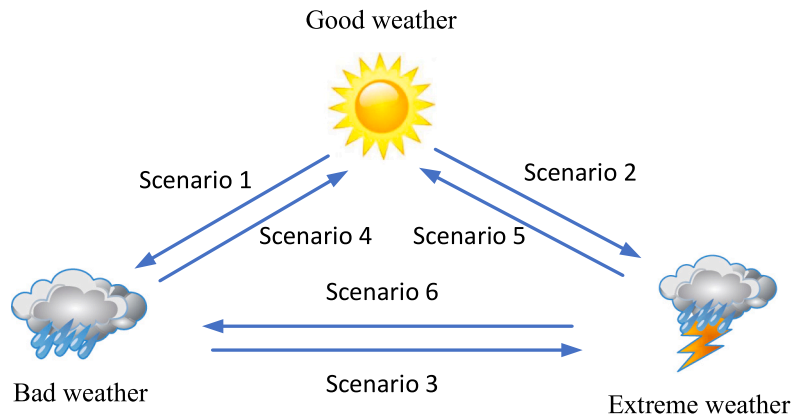 Good weather
Scenario 1
Scenario 2
Scenario 4
Scenario 5
Scenario 6
Scenario 3
Bad weather
Extreme weather